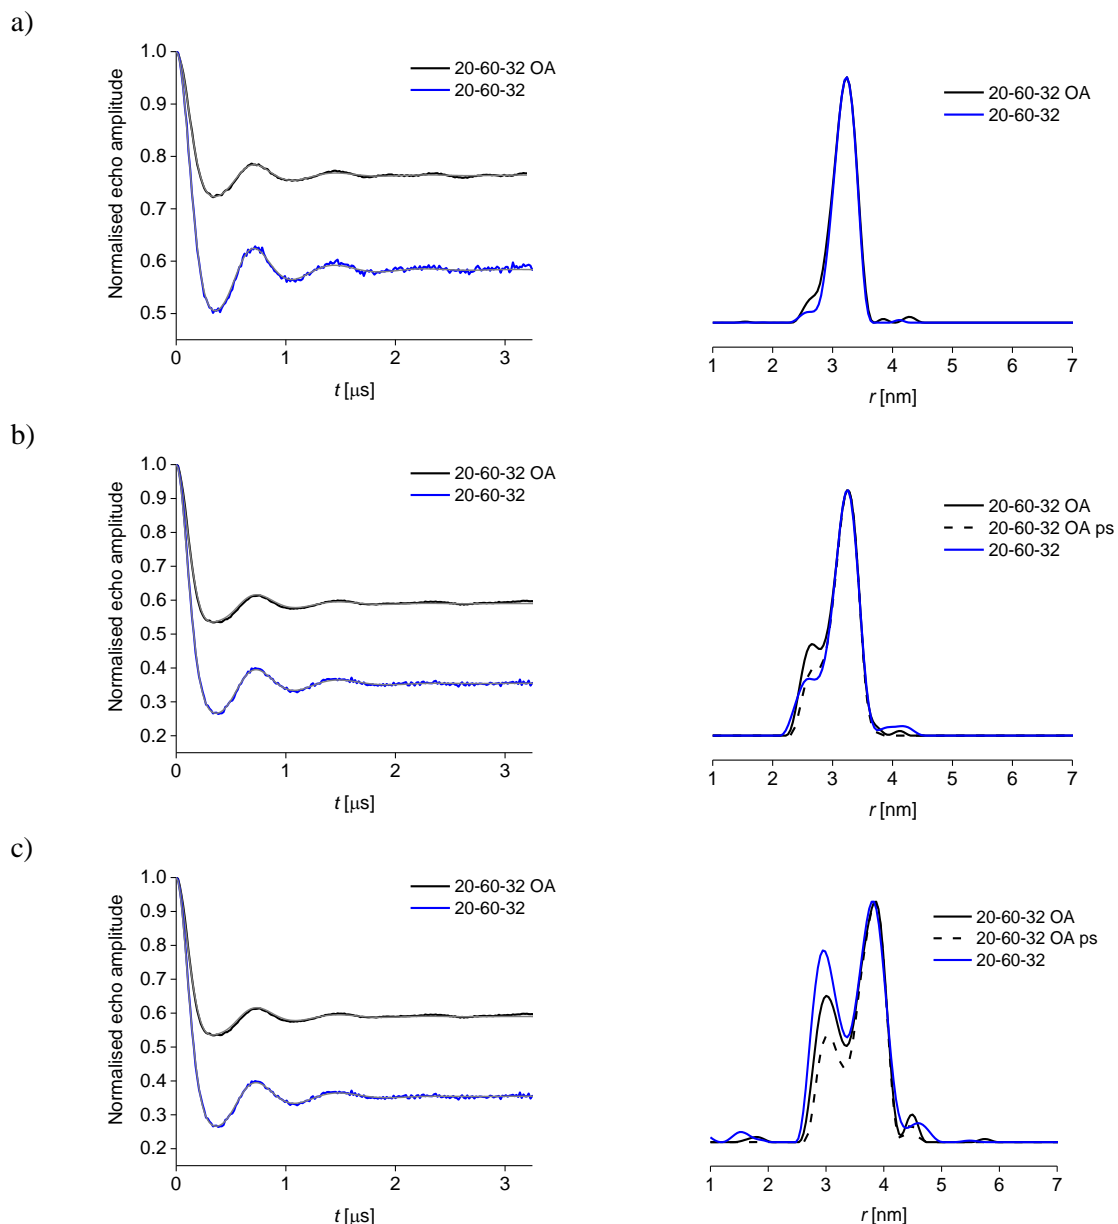 a)
1.0
0.9
0.8
0.7
0.6
0.5
Normalised echo amplitude
0 1 2 3
t [μs]
20-60-32 OA
20-60-32
20-60-32 OA
20-60-32
1 2 3 4 5 6 7
r [nm]
b)
1.0
0.9
0.8
0.7
0.6
0.5
0.4
0.3
0.2
Normalised echo amplitude
0 1 2 3
t [μs]
20-60-32 OA
20-60-32
20-60-32 OA
20-60-32 OA ps
20-60-32
1 2 3 4 5 6 7
r [nm]
c)
1.0
0.9
0.8
0.7
0.6
0.5
0.4
0.3
0.2
Normalised echo amplitude
0 1 2 3
t [μs]
20-60-32 OA
20-60-32
20-60-32 OA
20-60-32 OA ps
20-60-32
1 2 3 4 5 6 7
r [nm]